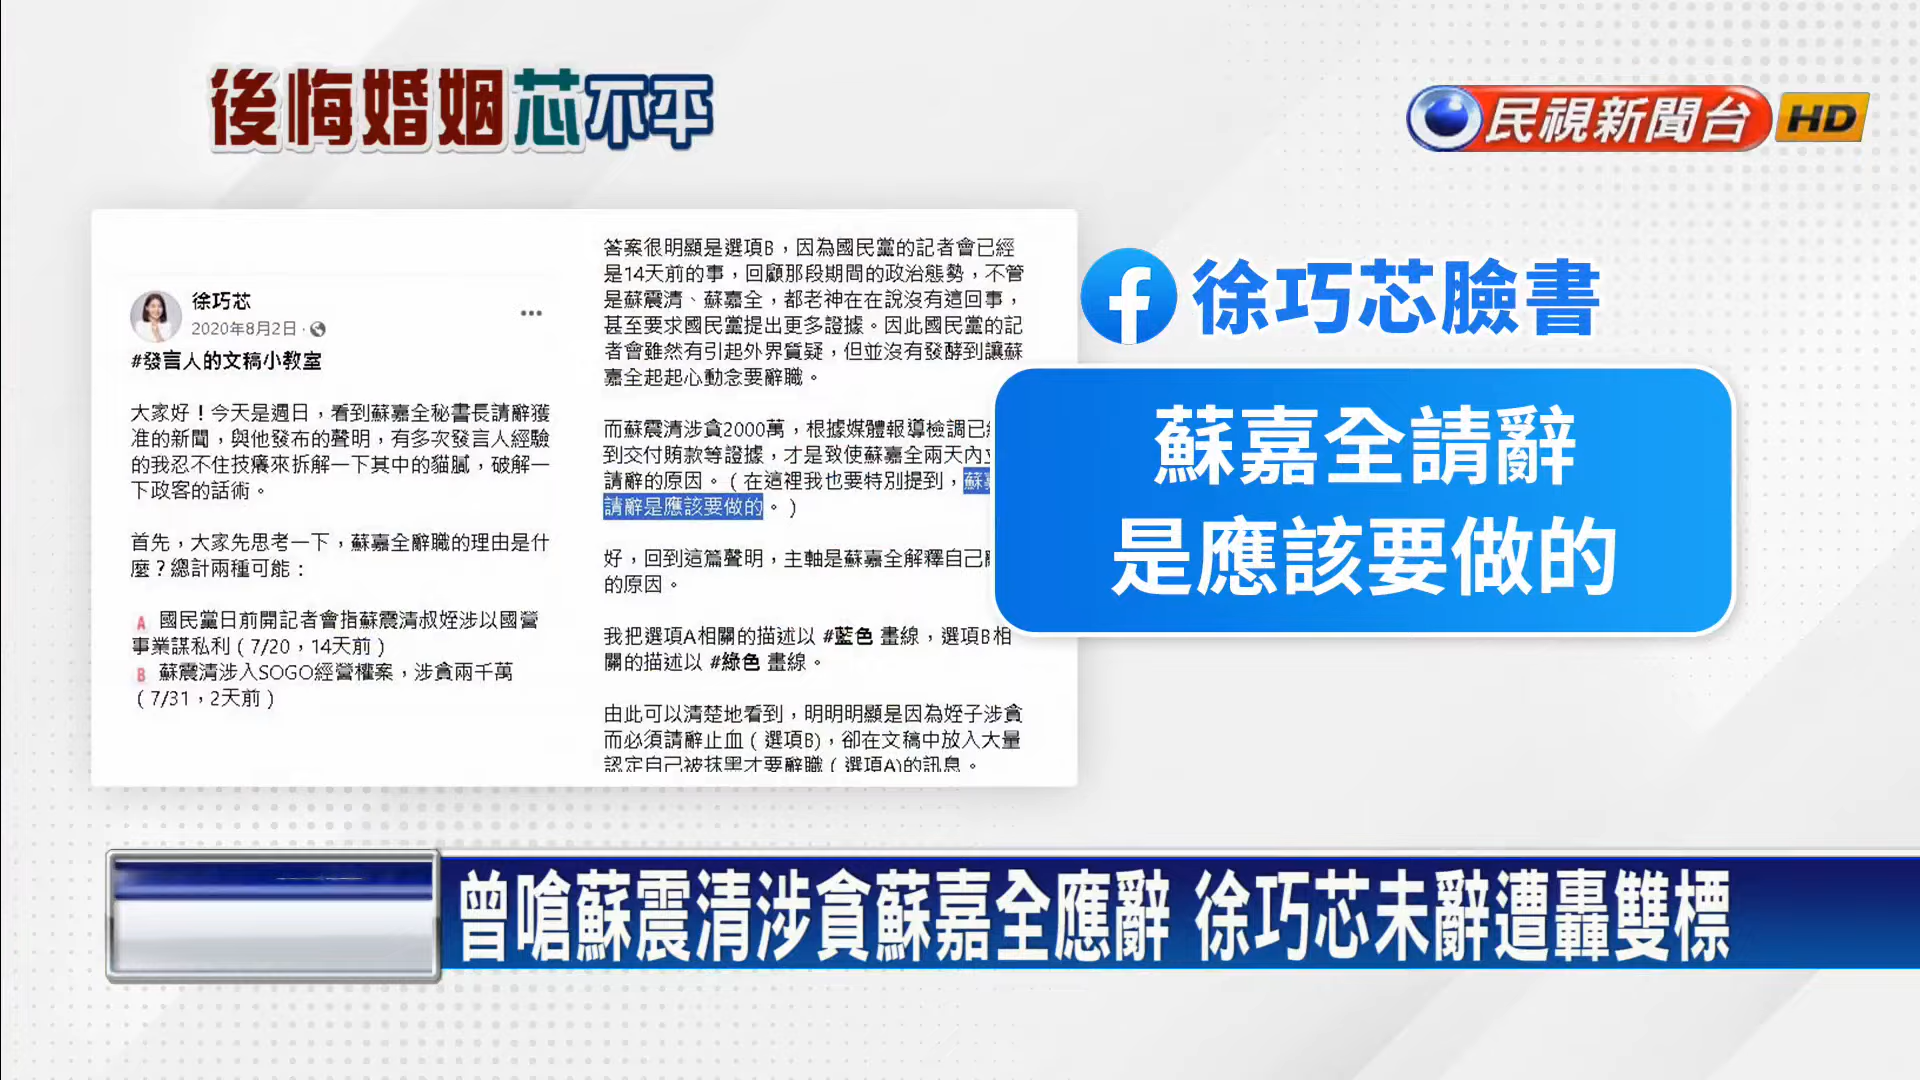 後悔婚姻芯不平
民視新聞台 HD
徐巧芯
2020年8月2日
#發言人的文稿小教室
大家好！今天是週日，看到蘇嘉全秘書長請辭獲
准的新聞，與他發布的聲明，有多次發言人經驗
的我忍不住技癢來拆解一下其中的貓膩，破解一
下政客的話術。
首先，大家先思考一下，蘇嘉全辭職的理由是什
麼？總計兩種可能：
A 國民黨日前開記者會指蘇震清叔姪涉以國營
事業謀私利（7/20，14天前）
B 蘇震清涉入SOGO經營權案，涉貪兩千萬
（7/31，2天前）
答案很明顯是選項B，因為國民黨的記者會已經
是14天前的事，回顧那段期間的政治態勢，不管
是蘇震清、蘇嘉全，都老神在在說沒有這回事，
甚至要求國民黨提出更多證據。因此國民黨的記
者會雖然有引起外界質疑，但並沒有發酵到讓蘇
嘉全起起心動念要辭職。
而蘇震清涉貪2000萬，根據媒體報導檢調已
到交付賄款等證據，才是致使蘇嘉全兩天內
請辭的原因。（在這裡我也要特別提到，蘇
請辭是應該要做的。）
好，回到這篇聲明，主軸是蘇嘉全解釋自己
的原因。
我把選項A相關的描述以 #藍色 畫線，選項B相
關的描述以 #綠色 畫線。
由此可以清楚地看到，明明明顯是因為姪子涉貪
而必須請辭止血（選項B)，卻在文稿中放入大量
認定自己被抹黑才要辭職（選項A)的訊息。
徐巧芯臉書
蘇嘉全請辭
是應該要做的
曾嗆蘇震清涉貪蘇嘉全應辭 徐巧芯未辭遭轟雙標